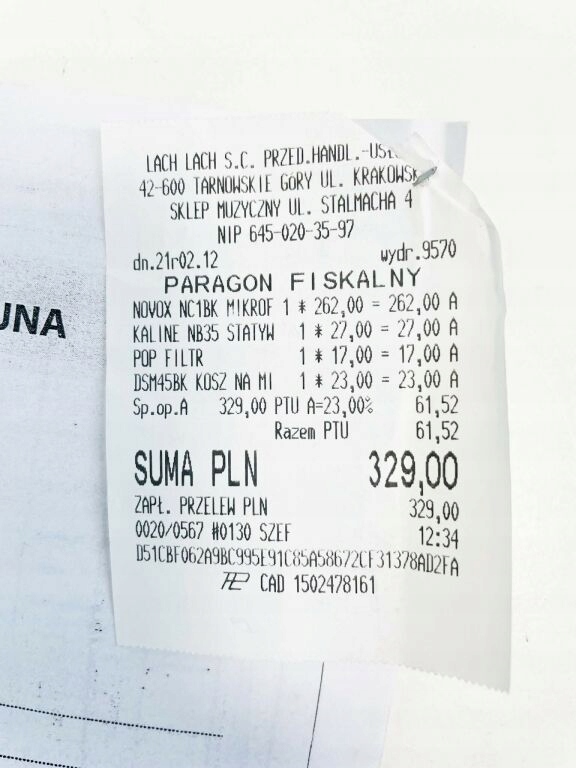 LACH LACH S.C. PRZED.HANDL.-
42-600 TARNOWSKIE GÓRY UL. KRAKOWSK
SKLEP MUZYCZNY UL. STALMACHA 4
NIP 645-020-35-97
dn.21r02.12 wydr.9570
PARAGON FISKALNY
NOVOX NC1BK MIKROF 1 * 262,00 = 262,00 A
KALINE NB35 STATYW 1 * 27,00 = 27,00 A
POP FILTR 1 * 17,00 = 17,00 A
DSM45BK KOSZ NA MI 1 * 23,00 = 23,00 A
Sp.op.A 329,00 PTU A=23,00% 61,52
Razem PTU 61,52
SUMA PLN 329,00
ZAPŁ. PRZELEW PLN 329,00
0020/0567 #0130 SZEF 12:34
D51CBF062A9BC995E91C85A58672CF31378AD2FA
CAD 1502478161
UNA